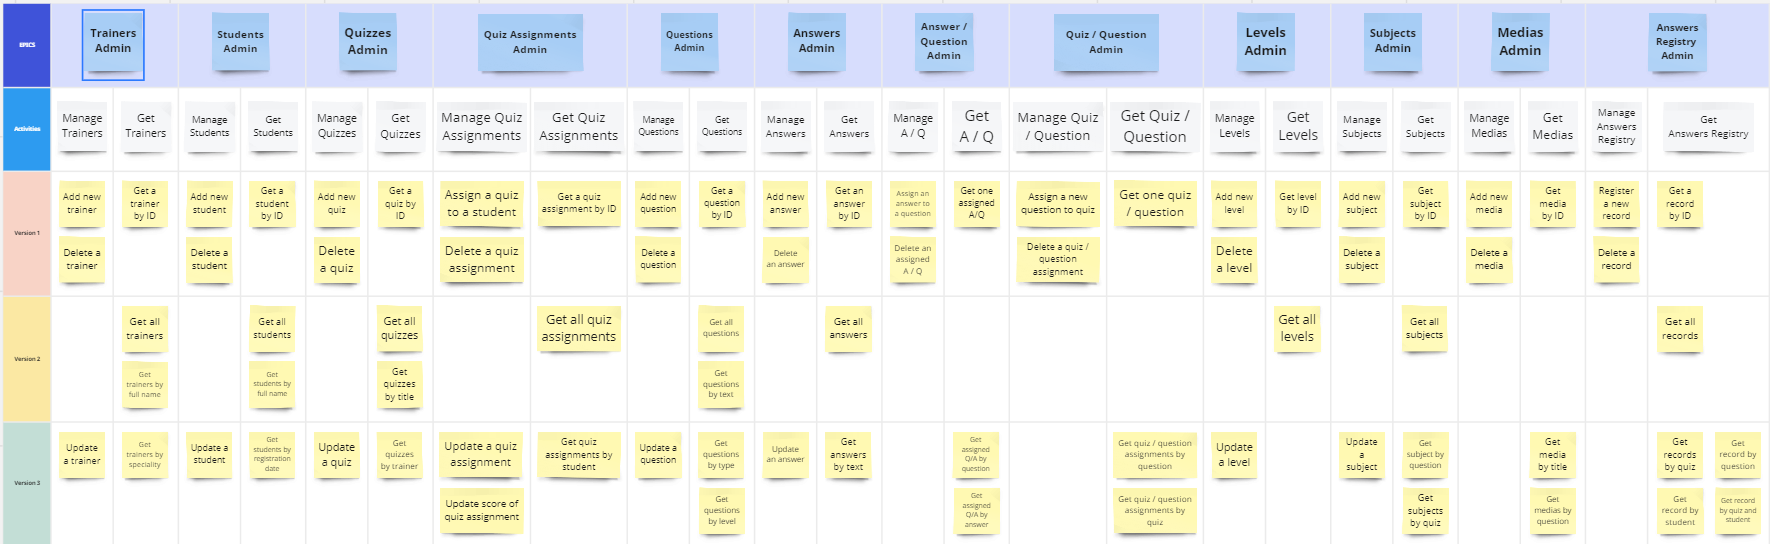 EPICS
Trainers
Admin
Students
Admin
Quizzes
Admin
Quiz Assignments
Admin
Questions
Admin
Answers
Admin
Answer /
Question
Admin
Quiz / Question
Admin
Levels
Admin
Subjects
Admin
Medias
Admin
Answers
Registry
Admin
Activities
Manage
Trainers
Get
Trainers
Manage
Students
Get
Students
Manage
Quizzes
Get
Quizzes
Manage Quiz
Assignments
Get Quiz
Assignments
Manage
Questions
Get
Questions
Manage
Answers
Get
Answers
Manage
A / Q
Get
A / Q
Manage Quiz
/ Question
Get Quiz /
Question
Manage
Levels
Get
Levels
Manage
Subjects
Get
Subjects
Manage
Medias
Get
Medias
Manage
Answers
Registry
Get
Answers Registry
Version 1
Add new
trainer
Get a
trainer
by ID
Add new
student
Get a
student
by ID
Add new
quiz
Get a
quiz by
ID
Assign a quiz
to a student
Get a quiz
assignment by ID
Add new
question
Get a
question
by ID
Add new
answer
Get an
answer
by ID
Assign an
answer to
a question
Get one
assigned
A/Q
Assign a new
question to quiz
Get one quiz
/ question
Add new
level
Get level
by ID
Add new
subject
Get
subject
by ID
Add new
media
Get
media
by ID
Register
a new
record
Get a
record
by ID
Delete a
trainer
Delete a
student
Delete
a quiz
Delete a quiz
assignment
Delete a
question
Delete
an answer
Delete an
assigned
A / Q
Delete a quiz /
question
assignment
Delete
a level
Delete a
subject
Delete a
media
Delete a
record
Version 2
Get all
trainers
Get all
students
Get all
quizzes
Get all quiz
assignments
Get all
questions
Get all
answers
Get all
levels
Get all
subjects
Get all
records
Get
trainers by
full name
Get
students by
full name
Get
quizzes
by title
Get
questions
by text
Version 3
Update
a trainer
Get
trainers by
speciality
Update a
student
Get
students by
registration
date
Update
a quiz
Get
quizzes
by trainer
Update a quiz
assignment
Get quiz
assignments by
student
Update a
question
Get
questions
by type
Update
an answer
Get
answers
by text
Get
assigned
Q/A by
question
Get quiz / question
assignments by
question
Update
a level
Update
a
subject
Get
subject by
question
Get
media
by title
Get
records
by quiz
Get
record by
question
Update score of
quiz assignment
Get
questions
by level
Get
assigned
Q/A by
answer
Get quiz / question
assignments by
quiz
Get
subjects
by quiz
Get
medias by
question
Get
record by
student
Get record
by quiz and
student